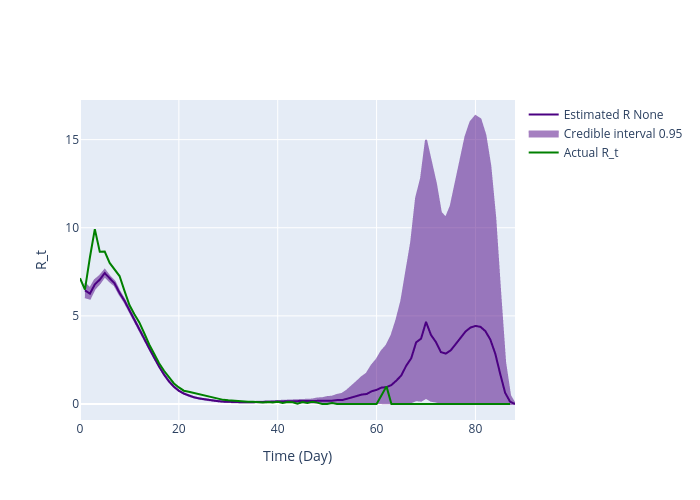 Estimated R None
Credible interval 0.95
Actual R_t
15
10
5
0
R_t
0 20 40 60 80
Time (Day)